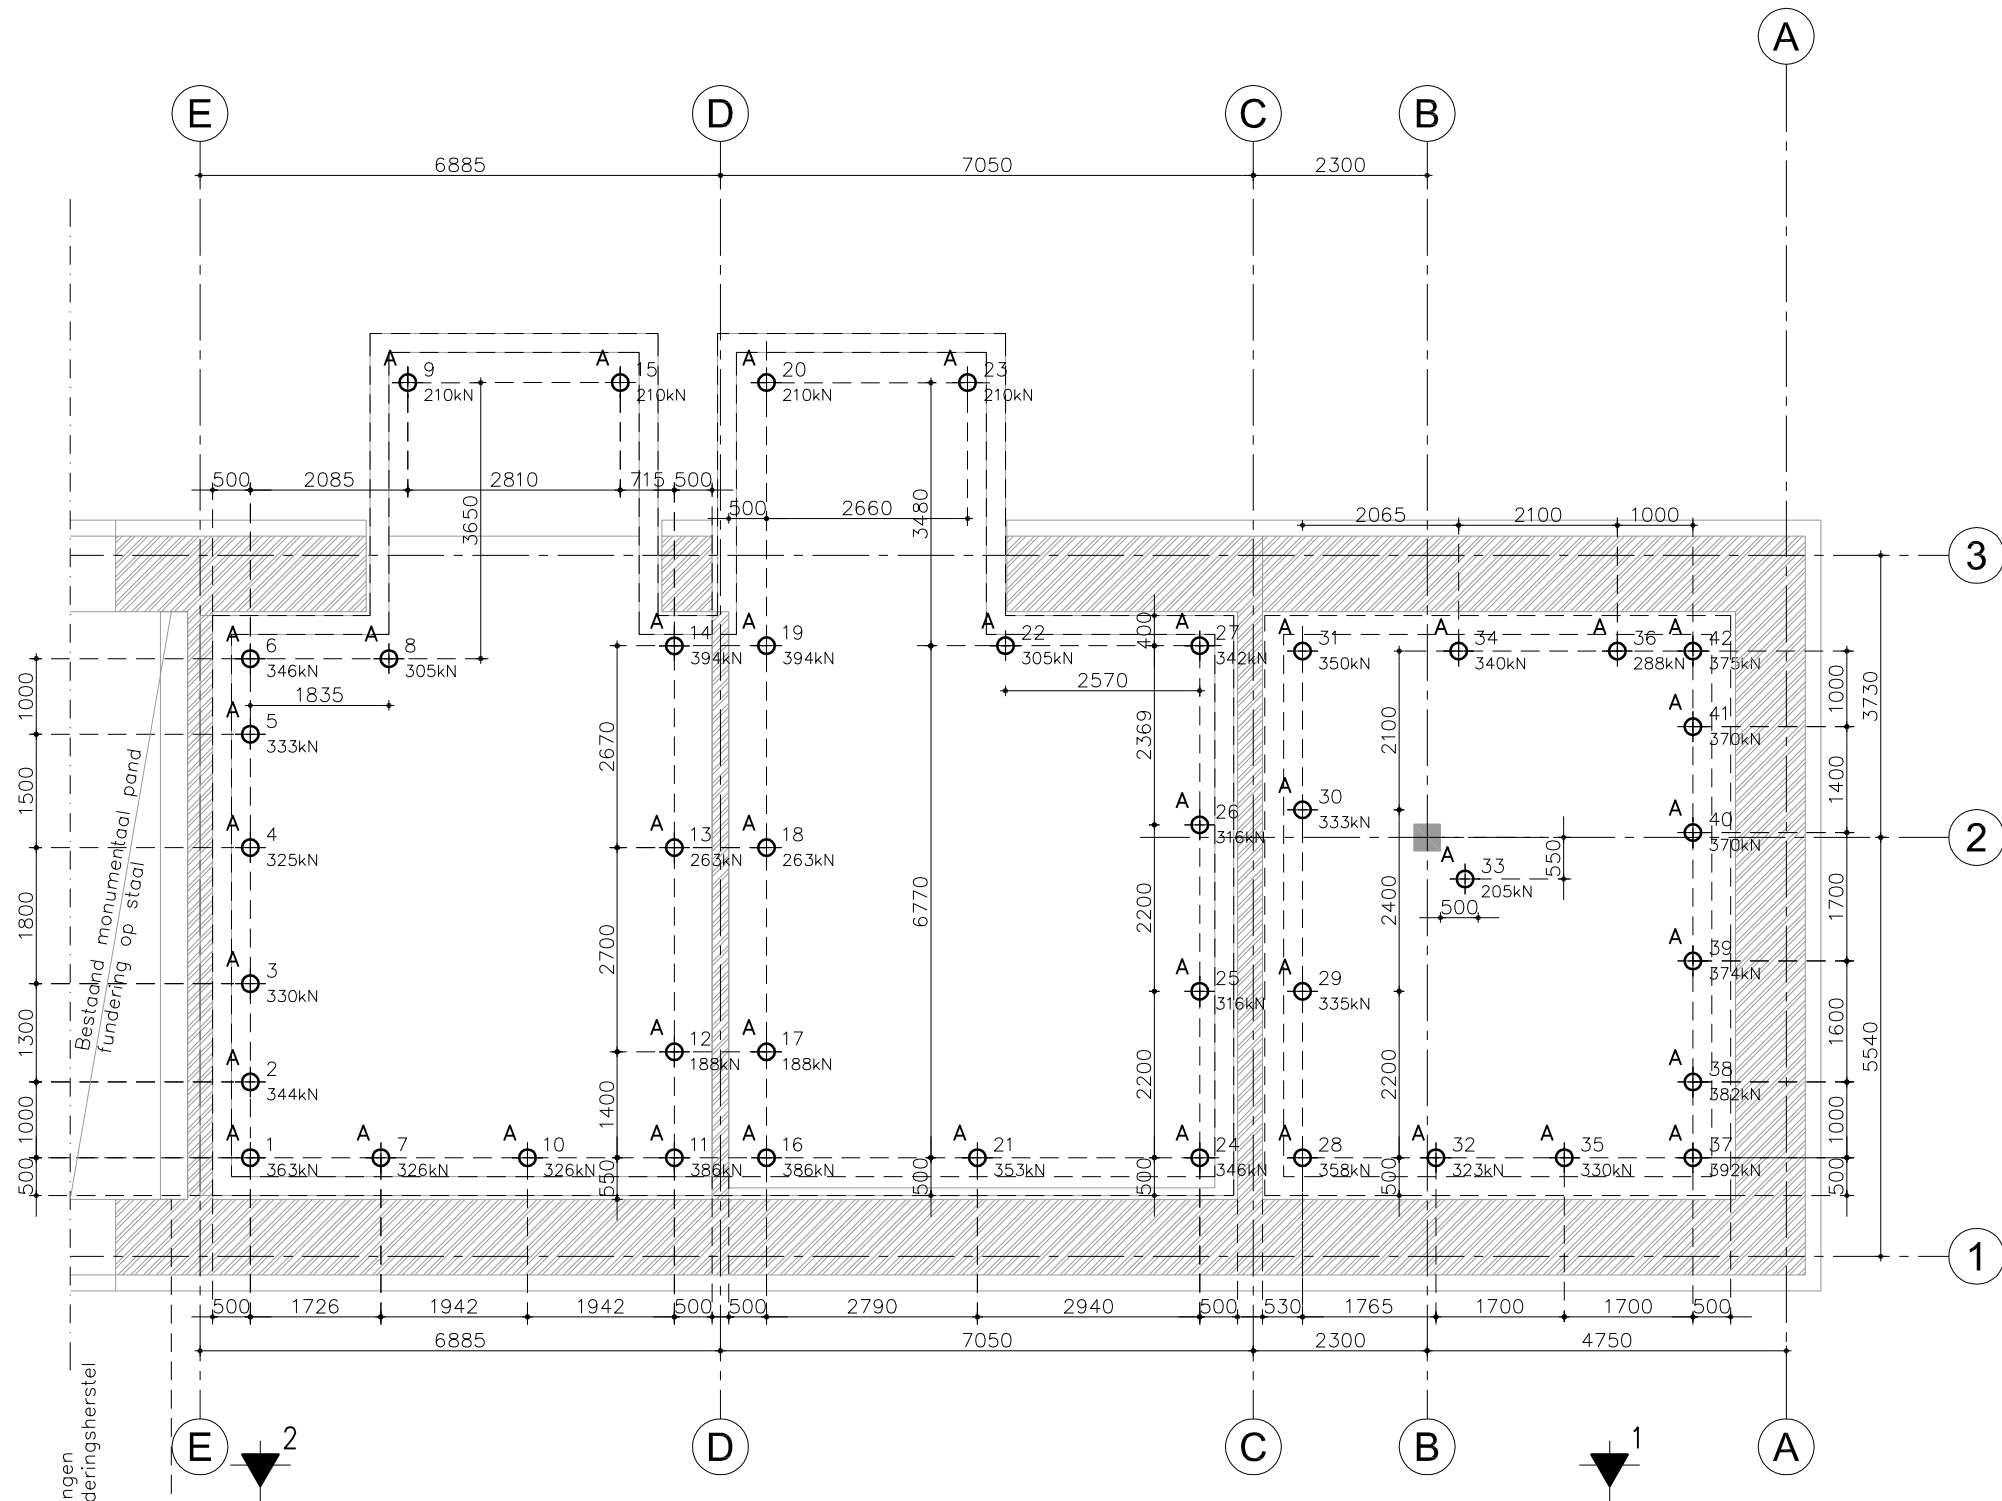 A
E
D
C
B
6885
7050
2300
A
9
210kN
A
15
210kN
A
20
210kN
A
23
210kN
500
2085
2810
715
500
3650
500
2660
3480
2065
2100
1000
3
A
6
346kN
A
8
305kN
1835
A
14
394kN
A
19
394kN
A
22
305kN
A
27
342kN
400
2570
A
31
350kN
A
34
340kN
A
36
288kN
A
42
375kN
1000
3730
1000
A
5
333kN
2670
2369
2100
A
41
370kN
1500
1400
A
4
325kN
A
13
263kN
A
18
263kN
A
26
316kN
A
30
333kN
A
40
370kN
2
A
33
205kN
550
500
Bestaand monumentaal pand
fundering op staal
1800
2700
6770
2200
2400
1700
A
3
330kN
A
25
316kN
A
29
335kN
A
39
374kN
1300
1400
2200
2200
1600
5540
A
2
344kN
A
12
188kN
A
17
188kN
A
38
382kN
1000
1000
A
1
363kN
A
7
326kN
A
10
326kN
A
11
386kN
A
16
386kN
A
21
353kN
A
24
346kN
A
28
358kN
A
32
323kN
A
35
330kN
A
37
392kN
500
550
500
500
500
500
1
500
1726
1942
1942
500
500
2790
2940
500
530
1765
1700
1700
500
6885
7050
2300
4750
ngen
deringsherstel
E
2
D
C
B
1
A